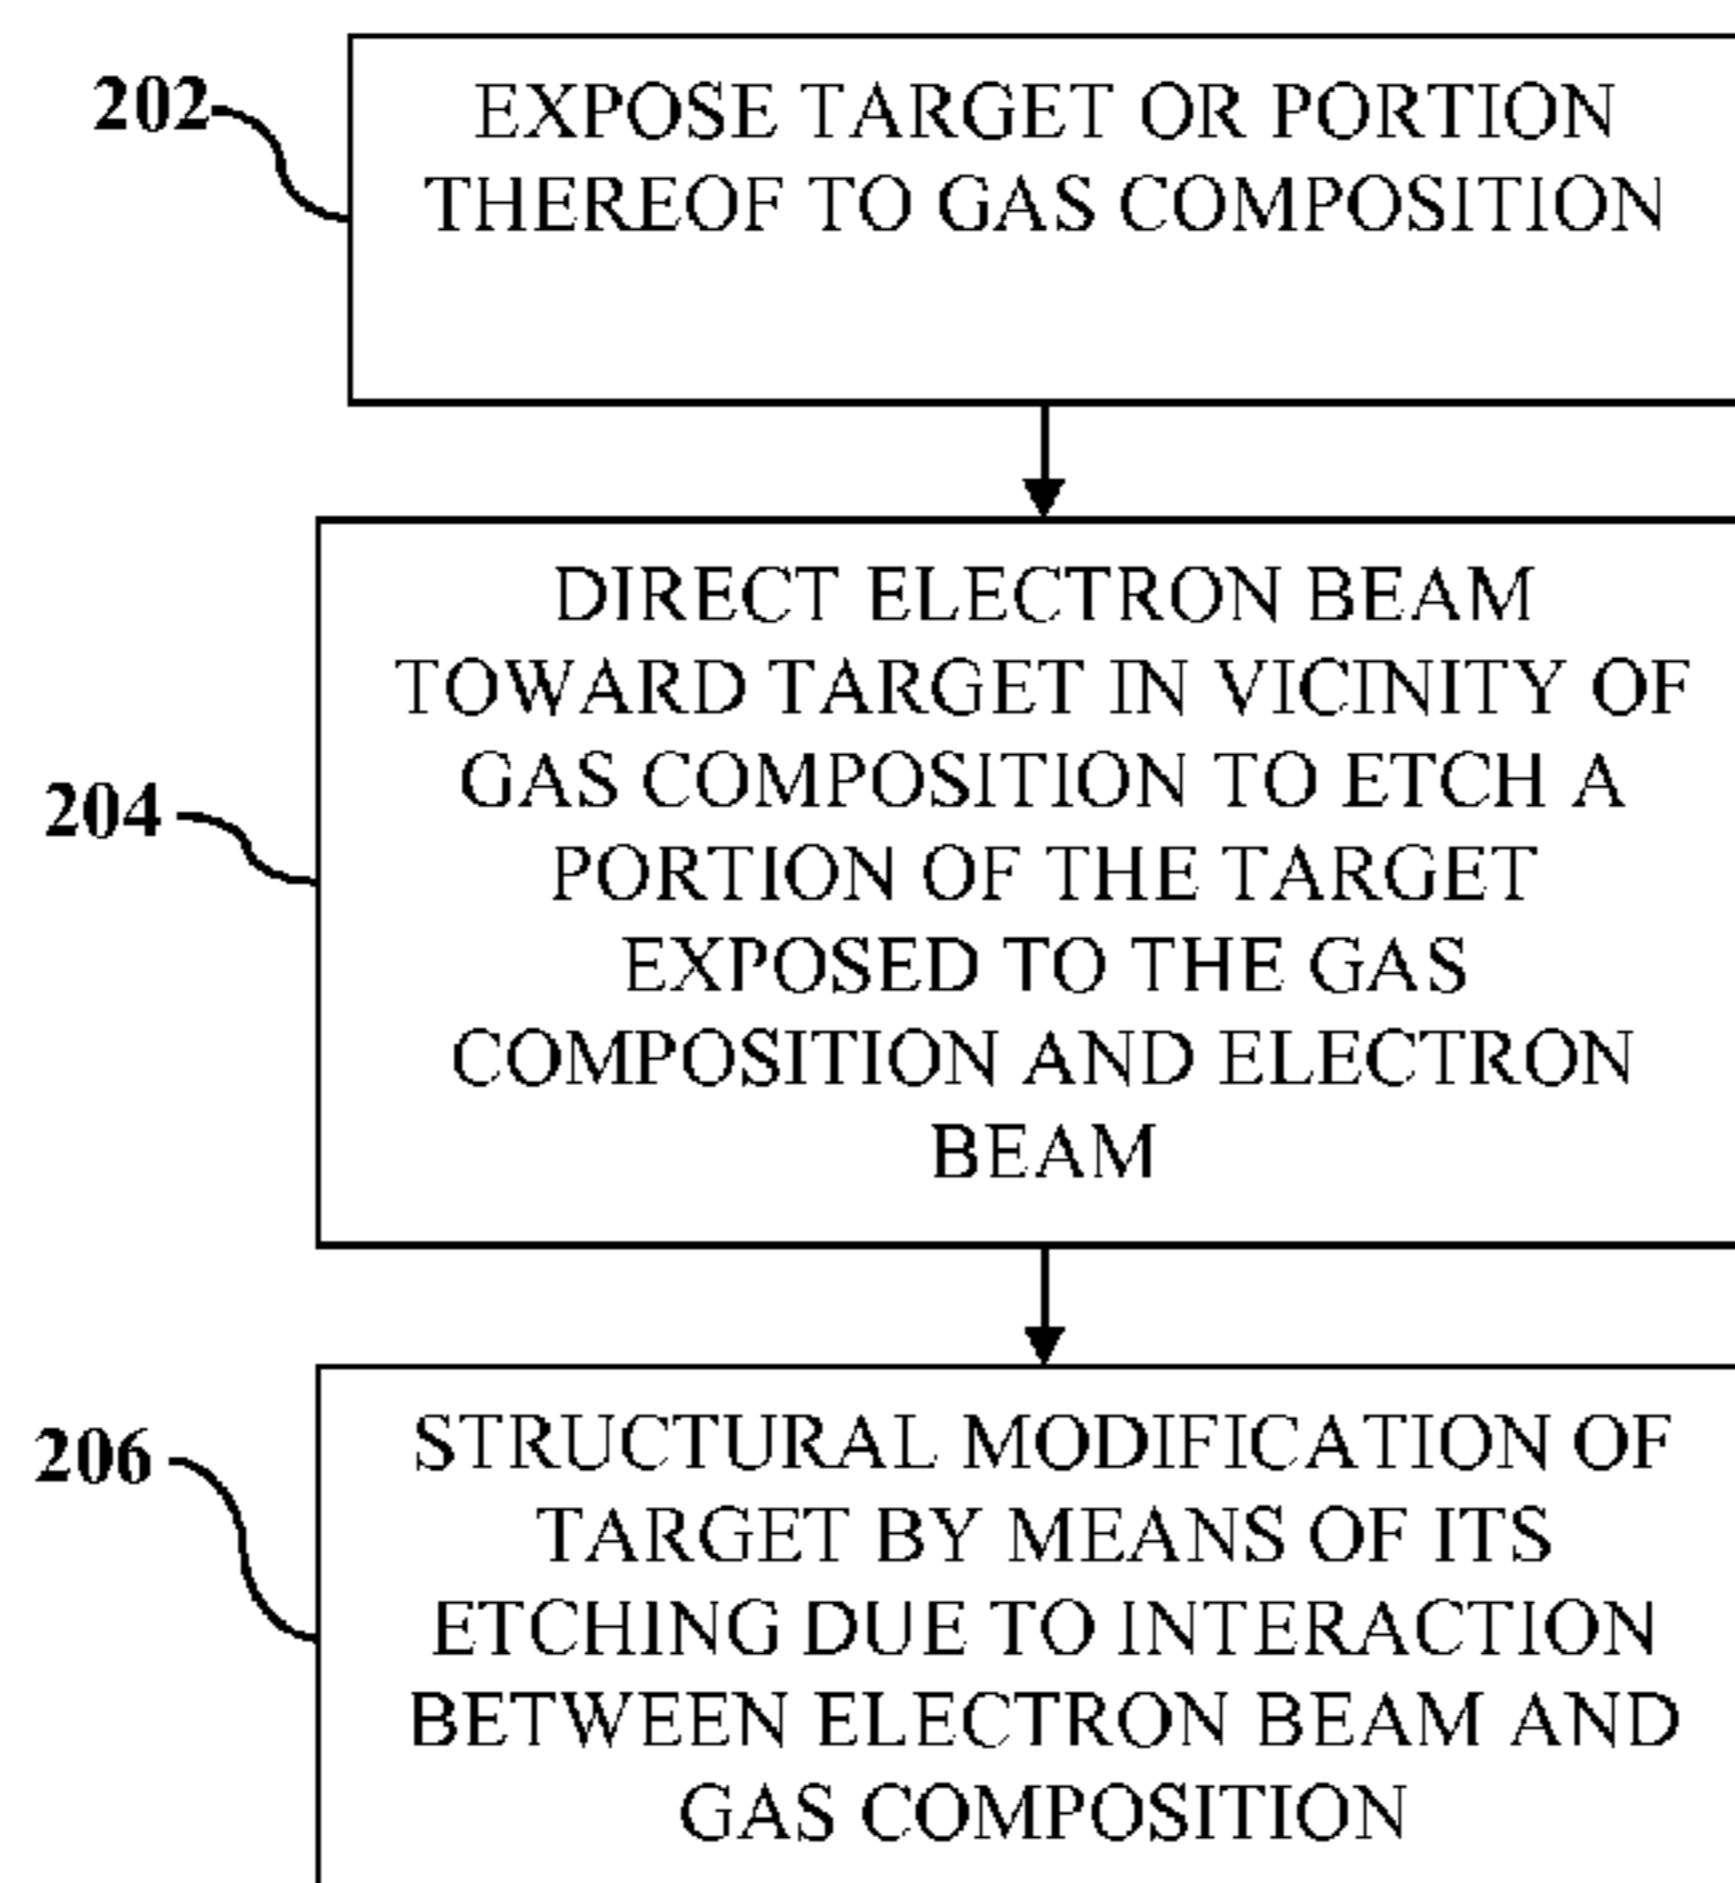 202
EXPOSE TARGET OR PORTION
THEREOF TO GAS COMPOSITION
204
DIRECT ELECTRON BEAM
TOWARD TARGET IN VICINITY OF
GAS COMPOSITION TO ETCH A
PORTION OF THE TARGET
EXPOSED TO THE GAS
COMPOSITION AND ELECTRON
BEAM
206
STRUCTURAL MODIFICATION OF
TARGET BY MEANS OF ITS
ETCHING DUE TO INTERACTION
BETWEEN ELECTRON BEAM AND
GAS COMPOSITION